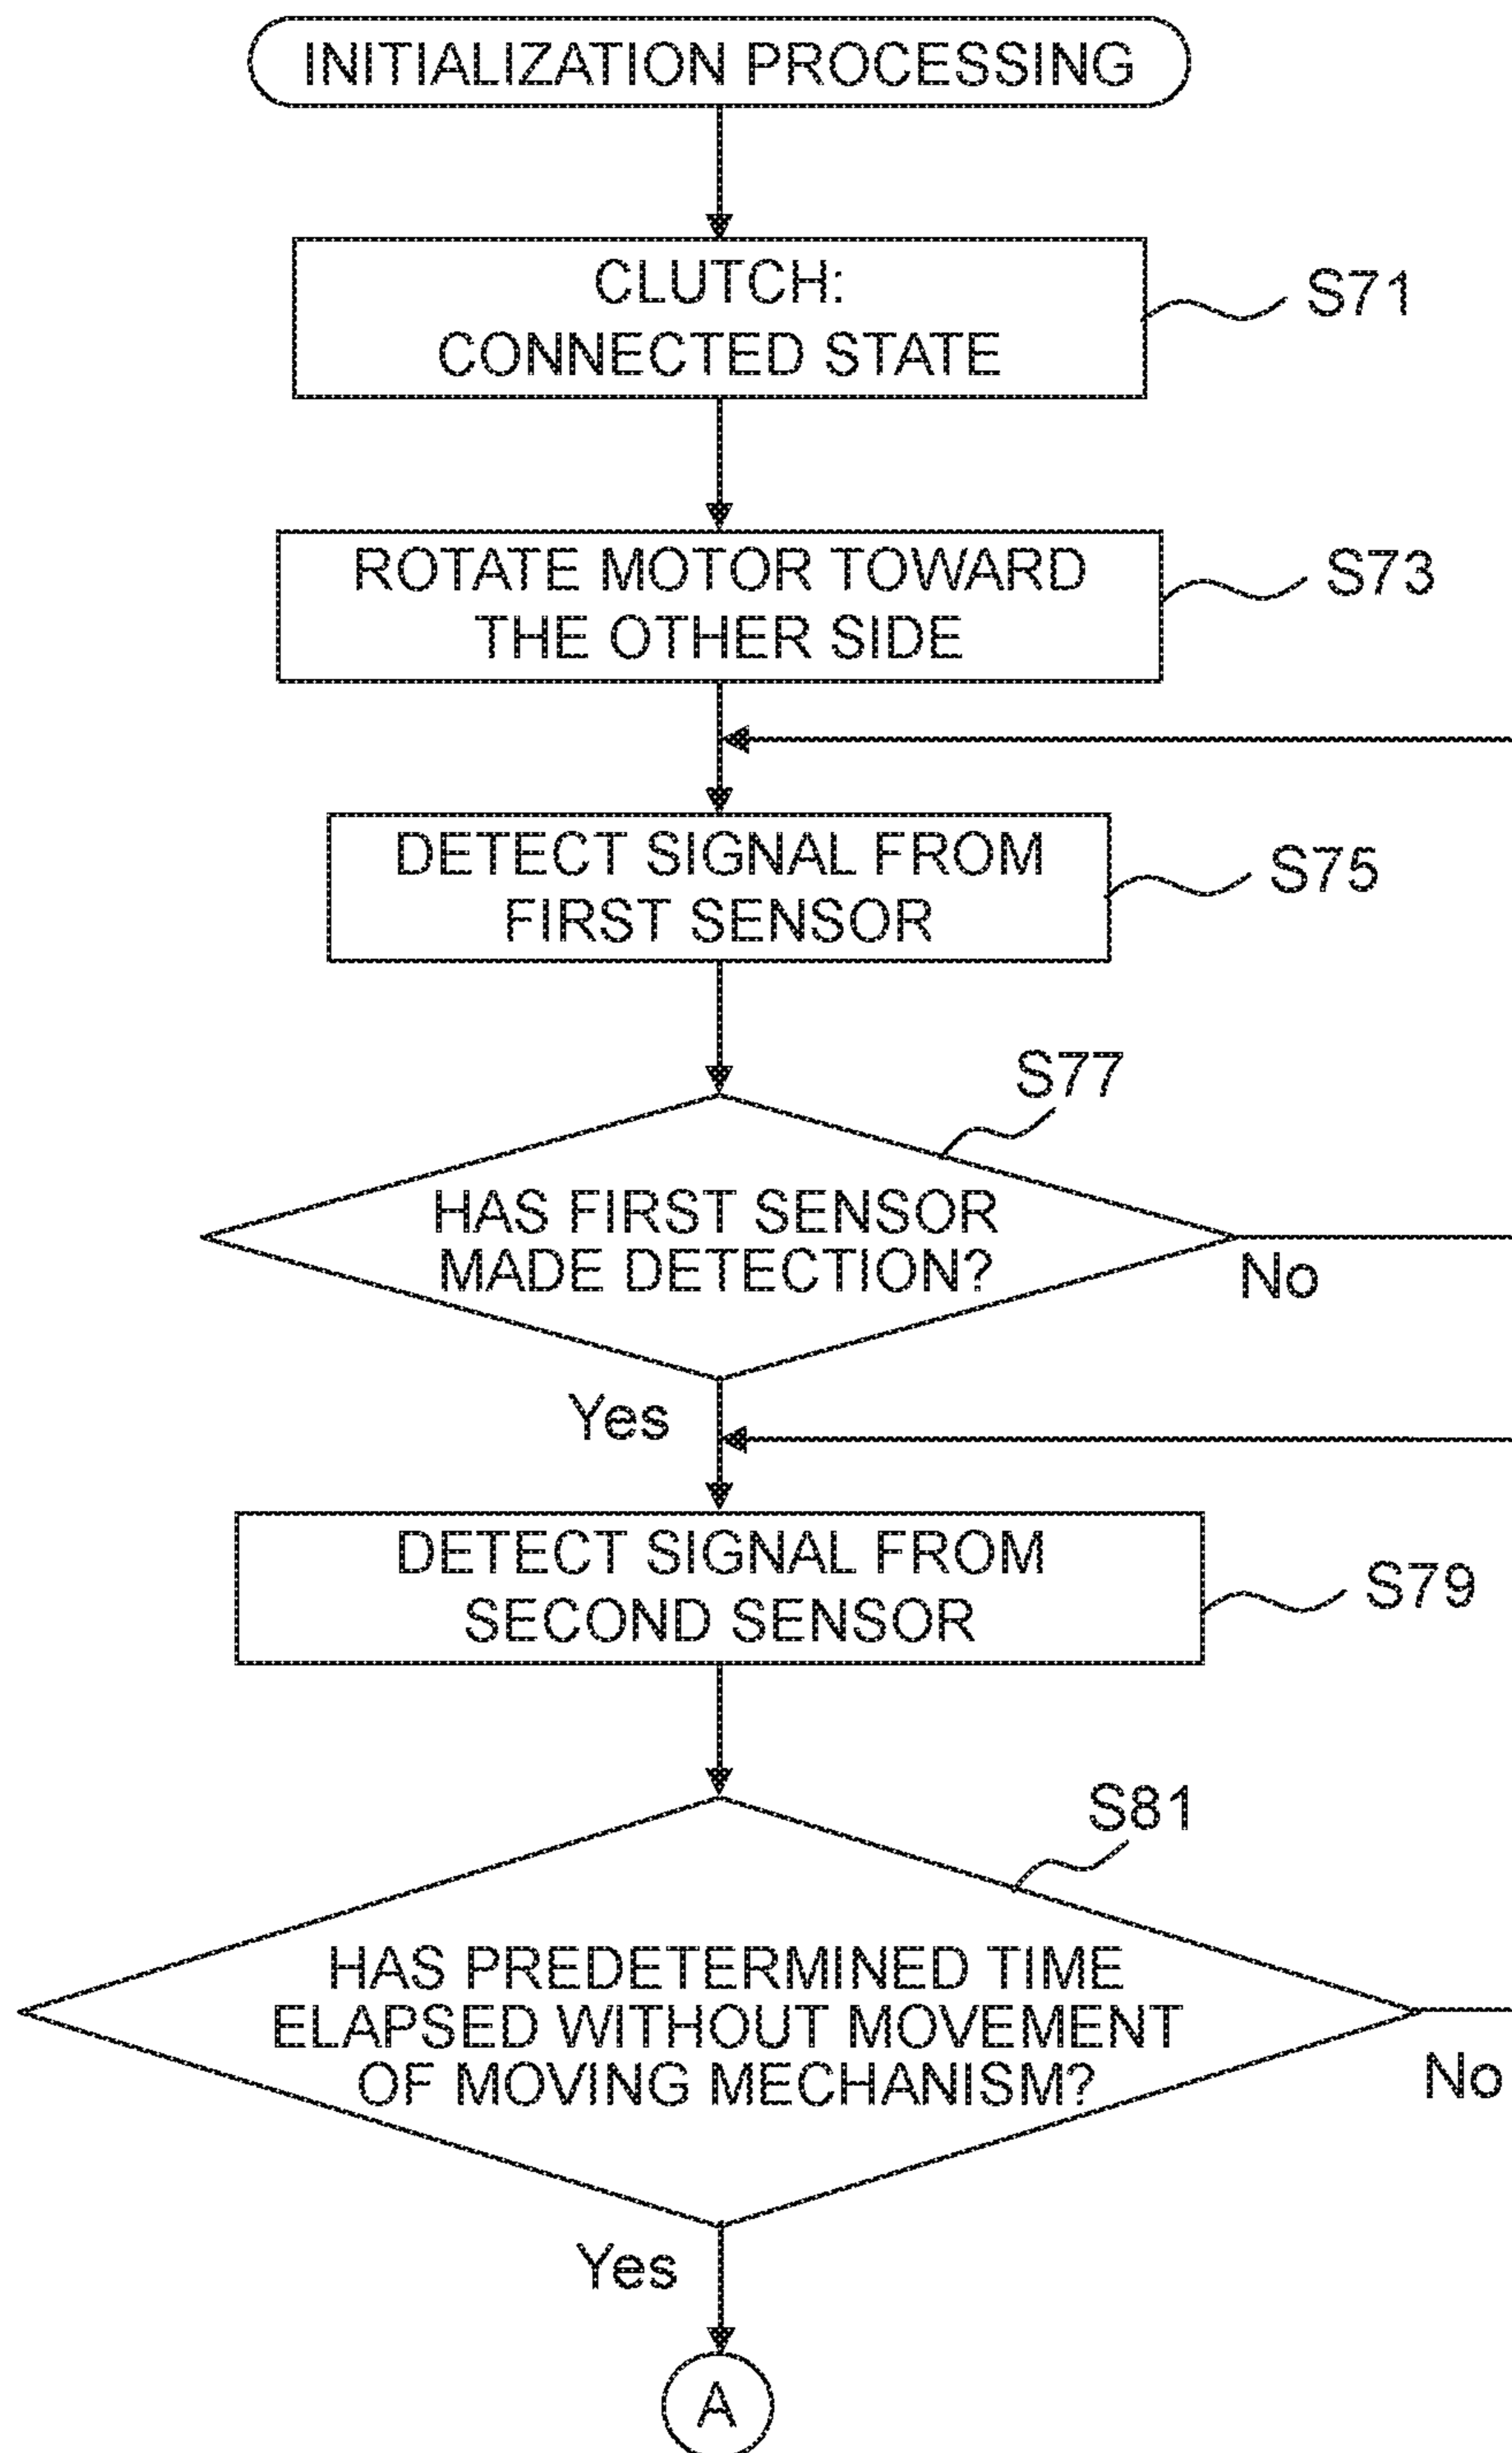 INITIALIZATION PROCESSING
CLUTCH:
CONNECTED STATE
S71
ROTATE MOTOR TOWARD
THE OTHER SIDE
S73
DETECT SIGNAL FROM
FIRST SENSOR
S75
S77
HAS FIRST SENSOR
MADE DETECTION?
No
Yes
DETECT SIGNAL FROM
SECOND SENSOR
S79
S81
HAS PREDETERMINED TIME
ELAPSED WITHOUT MOVEMENT
OF MOVING MECHANISM?
No
Yes
A